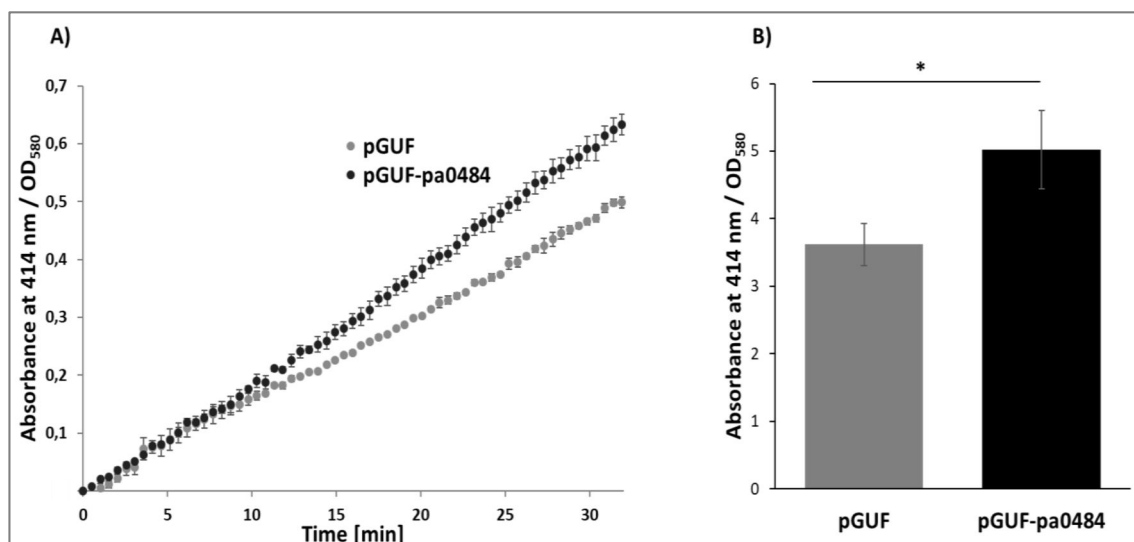 A)
Absorbance at 414 nm / OD580
0,7
0,6
0,5
0,4
0,3
0,2
0,1
0 5 10 15 20 25 30
Time [min]
pGUF
pGUF-pa0484
B)
*
Absorbance at 414 nm / OD580
6
5
4
3
2
1
0
pGUF pGUF-pa0484